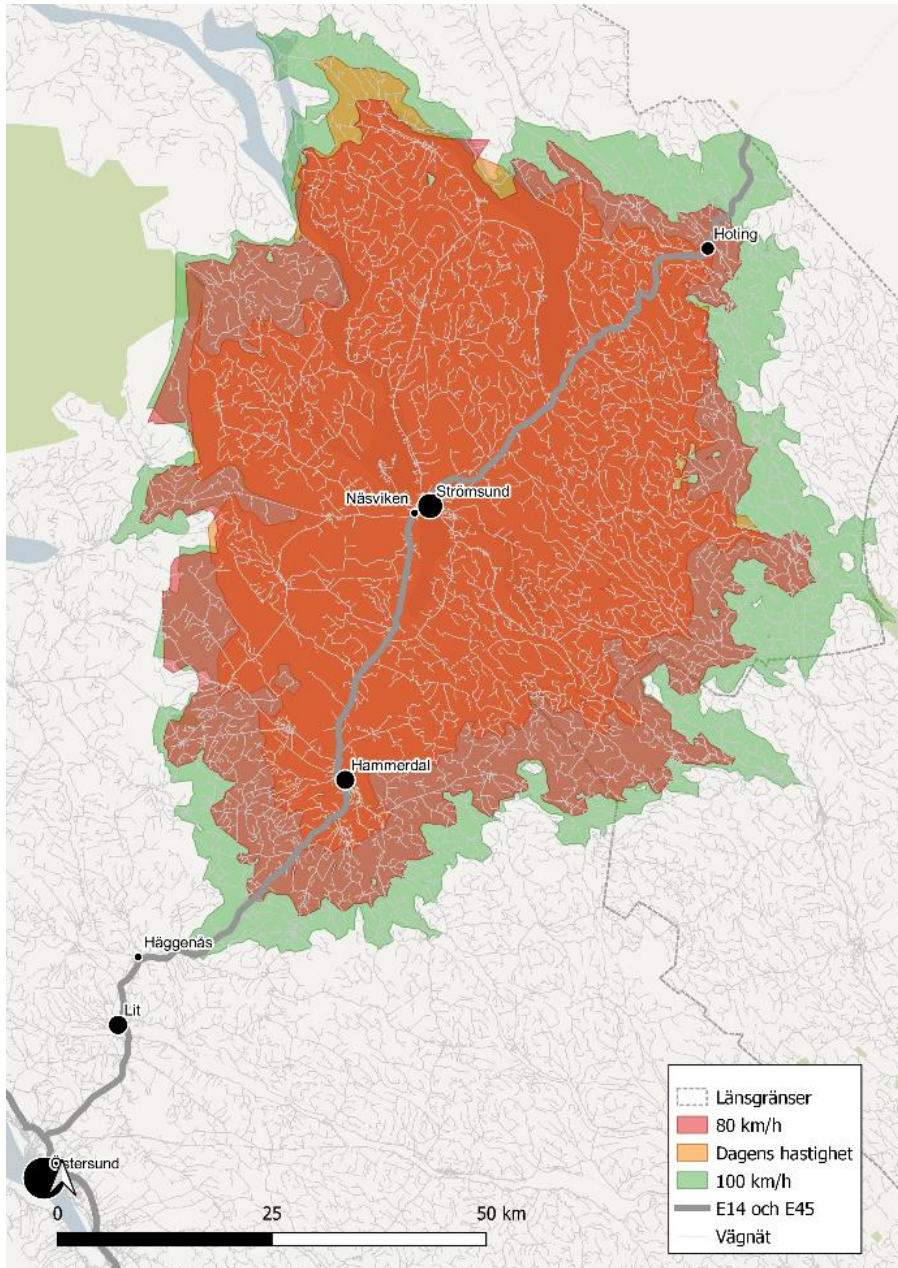 Hoting
Strömsund
Näsviken
Hammerdal
Häggenås
Lit
Östersund
0 25 50 km
Länsgränser
80 km/h
Dagens hastighet
100 km/h
E14 och E45
Vägnät